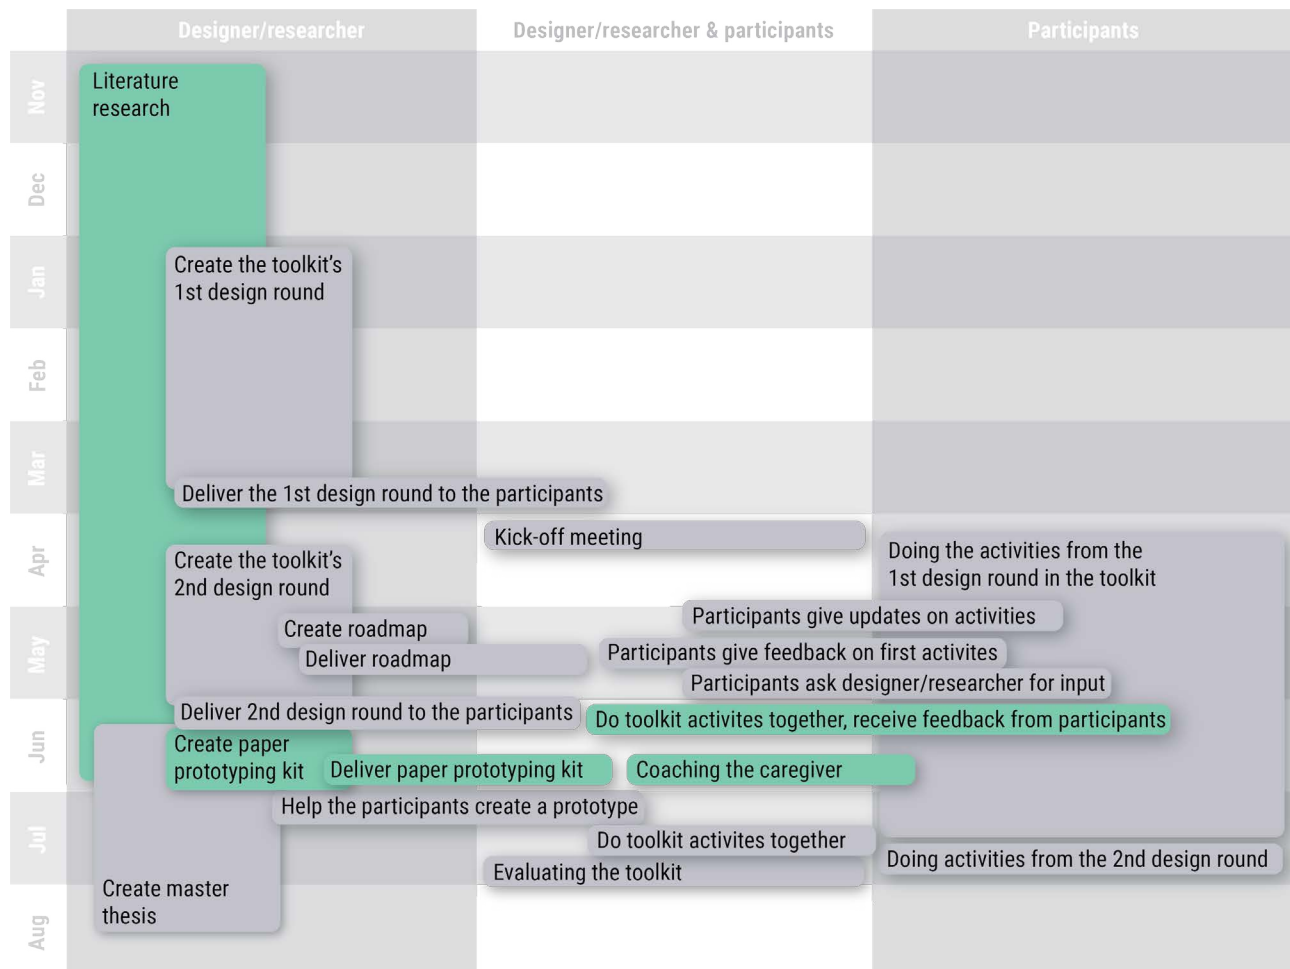 Designer/researcher
Designer/researcher & participants
Participants
Nov
Literature
research
Dec
Jan
Create the toolkit's
1st design round
Feb
Mar
Deliver the 1st design round to the participants
Apr
Kick-off meeting
Doing the activities from the
1st design round in the toolkit
Create the toolkit's
2nd design round
May
Participants give updates on activities
Create roadmap
Deliver roadmap
Participants give feedback on first activites
Participants ask designer/researcher for input
Jun
Deliver 2nd design round to the participants
Do toolkit activites together, receive feedback from participants
Create paper
prototyping kit
Deliver paper prototyping kit
Coaching the caregiver
Jul
Help the participants create a prototype
Do toolkit activites together
Doing activities from the 2nd design round
Evaluating the toolkit
Create master
thesis
Aug